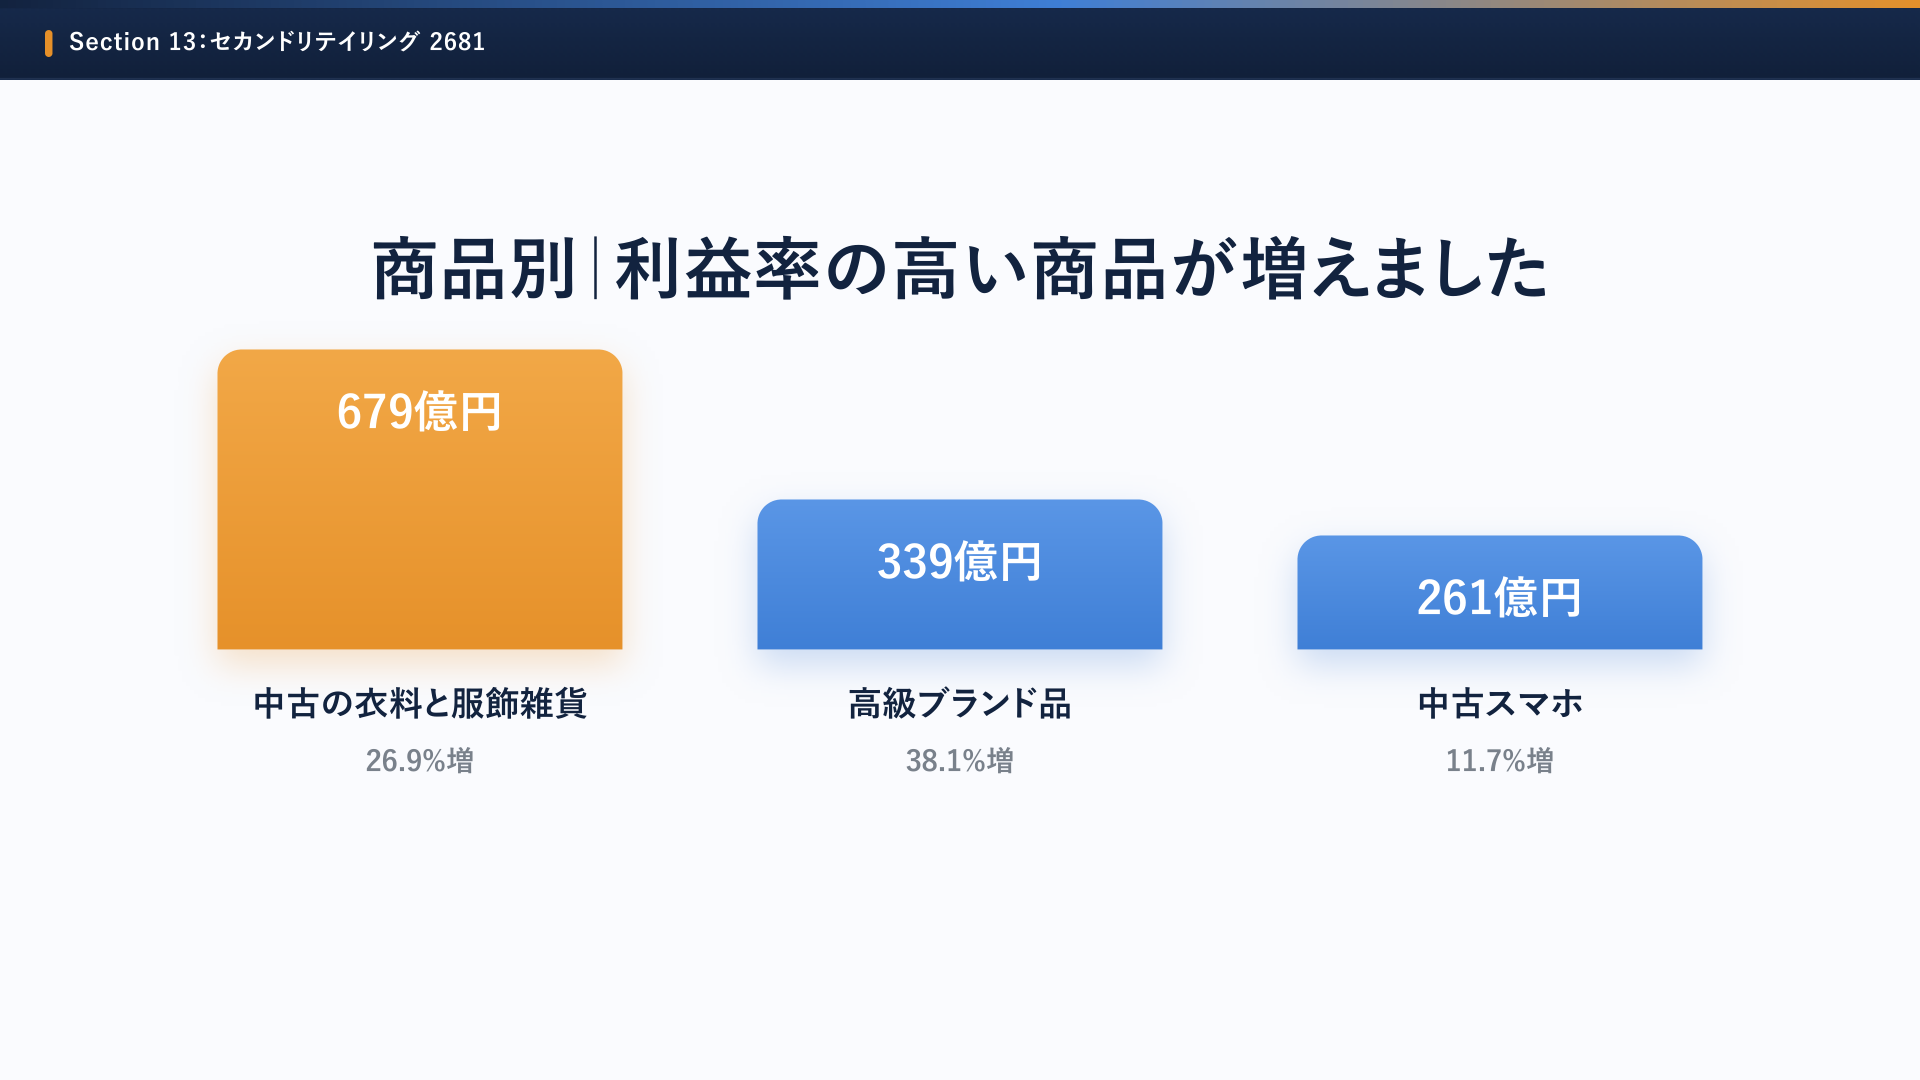 Section 13：セカンドリテイリング 2681
商品別｜利益率の高い商品が増えました
679億円
339億円
261億円
中古の衣料と服飾雑貨
高級ブランド品
中古スマホ
26.9%増
38.1%増
11.7%増